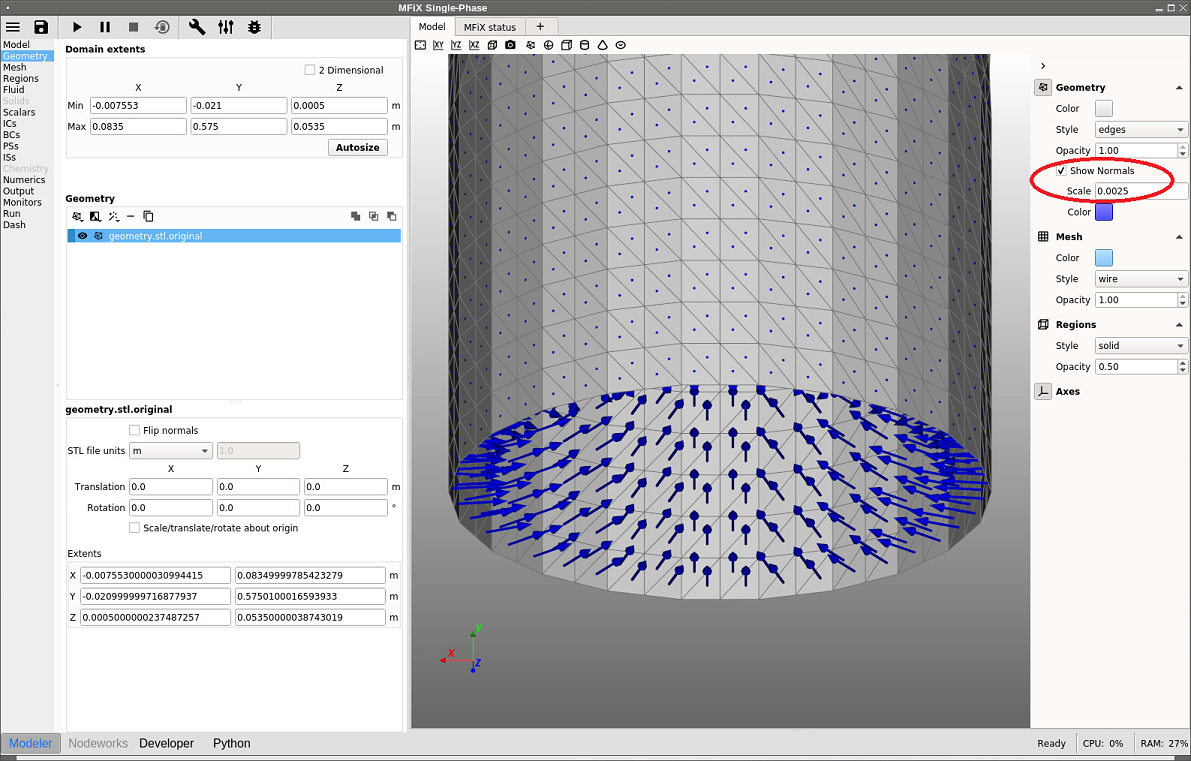 MFiX Single-Phase
Model
Geometry
Mesh
Regions
Fluid
Solids
Scalars
ICs
BCs
PSs
ISs
Chemistry
Numerics
Output
Monitors
Run
Dash
Domain extents
2 Dimensional
X Y Z
Min -0.007553 -0.021 0.0005 m
Max 0.0835 0.575 0.0535 m
Autosize
Geometry
geometry.stl.original
geometry.stl.original
Flip normals
STL file units m 1.0
X Y Z
Translation 0.0 0.0 0.0 m
Rotation 0.0 0.0 0.0 °
Scale/translate/rotate about origin
Extents
X -0.0075530000030994415 0.08349999785423279 m
Y -0.020999999716877937 0.5750100016593933 m
Z 0.0005000000237487257 0.05350000038743019 m
Model MFiX status +
XY YZ XZ
Y
X
Z
Geometry
Color
Style edges
Opacity 1.00
Show Normals
Scale 0.0025
Color
Mesh
Color
Style wire
Opacity 1.00
Regions
Style solid
Opacity 0.50
Axes
Modeler Nodeworks Developer Python
Ready CPU: 0% RAM: 27%